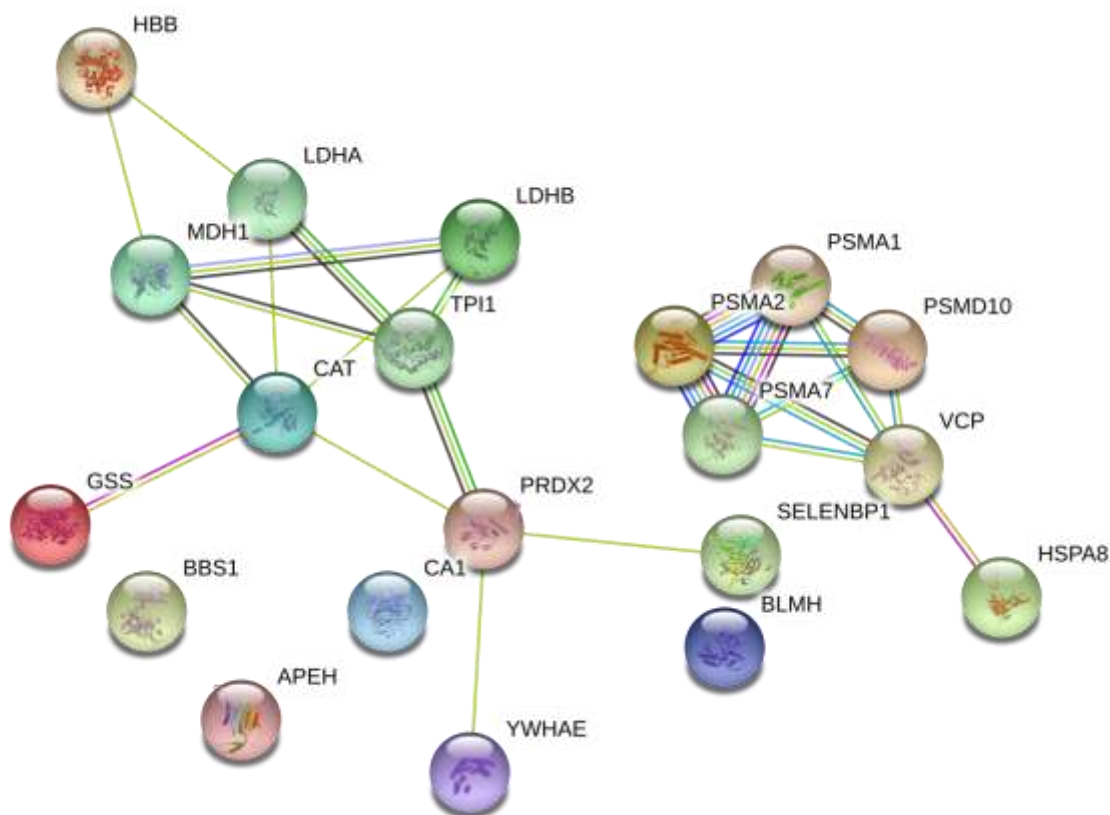 HBB
LDHA
LDHB
MDH1
PSMA1
TPI1
PSMA2
PSMD10
CAT
PSMA7
VCP
GSS
PRDX2
SELENBP1
HSPA8
BBS1
CA1
BLMH
APEH
YWHAE